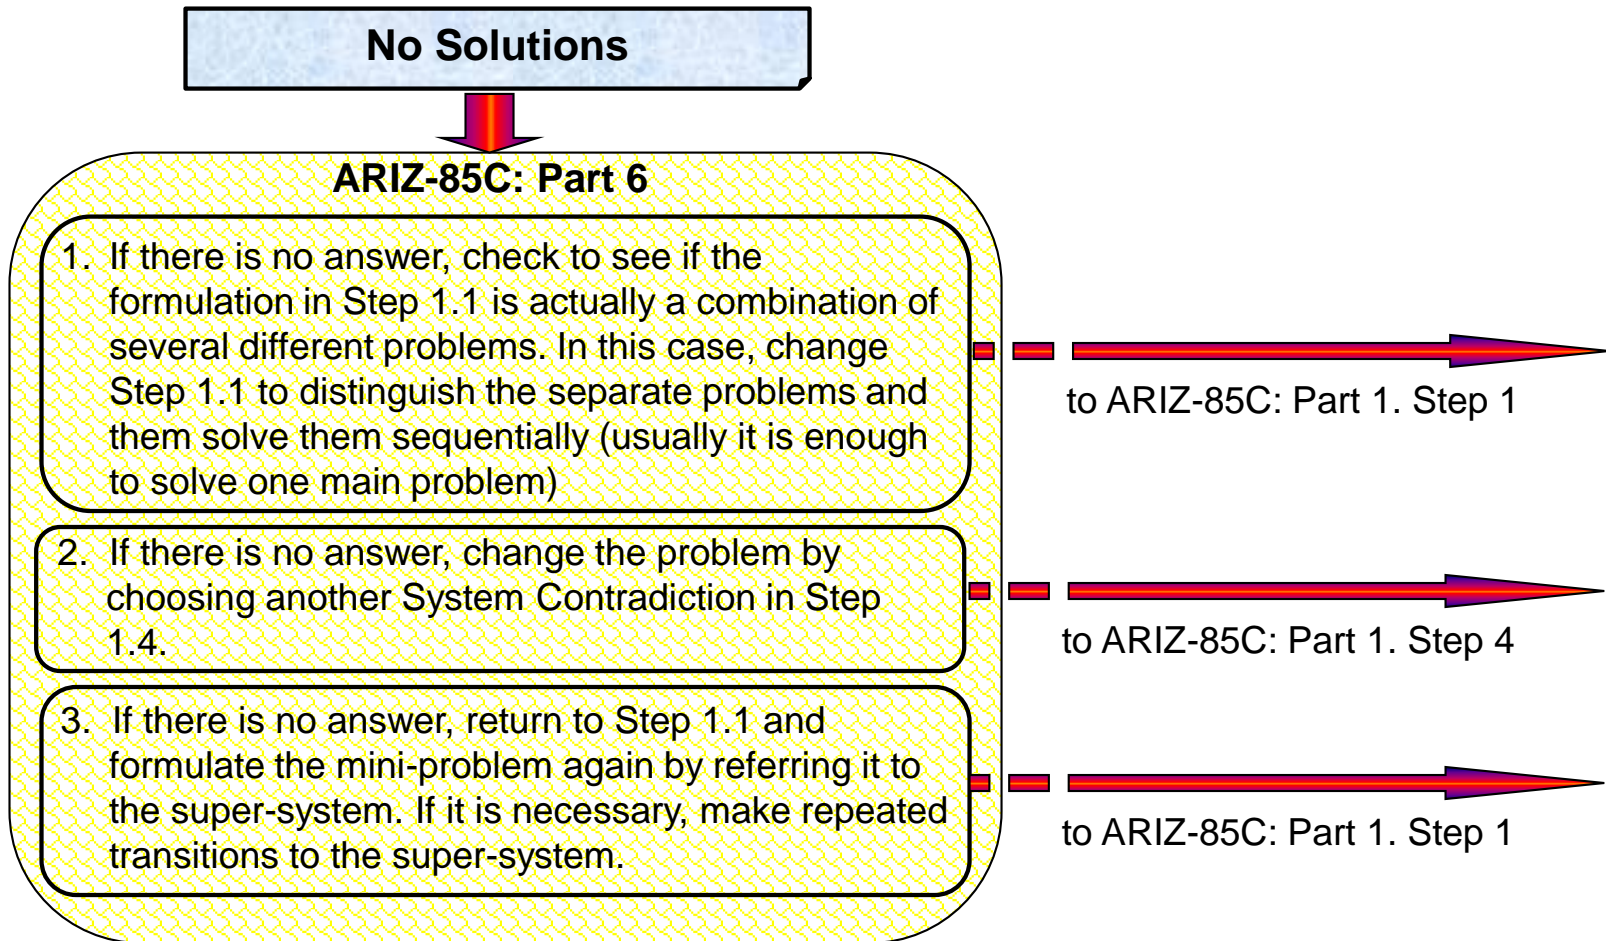 No Solutions
ARIZ-85C: Part 6
1. If there is no answer, check to see if the
formulation in Step 1.1 is actually a combination of
several different problems. In this case, change
Step 1.1 to distinguish the separate problems and
them solve them sequentially (usually it is enough
to solve one main problem)
to ARIZ-85C: Part 1. Step 1
2. If there is no answer, change the problem by
choosing another System Contradiction in Step
1.4.
to ARIZ-85C: Part 1. Step 4
3. If there is no answer, return to Step 1.1 and
formulate the mini-problem again by referring it to
the super-system. If it is necessary, make repeated
transitions to the super-system.
to ARIZ-85C: Part 1. Step 1